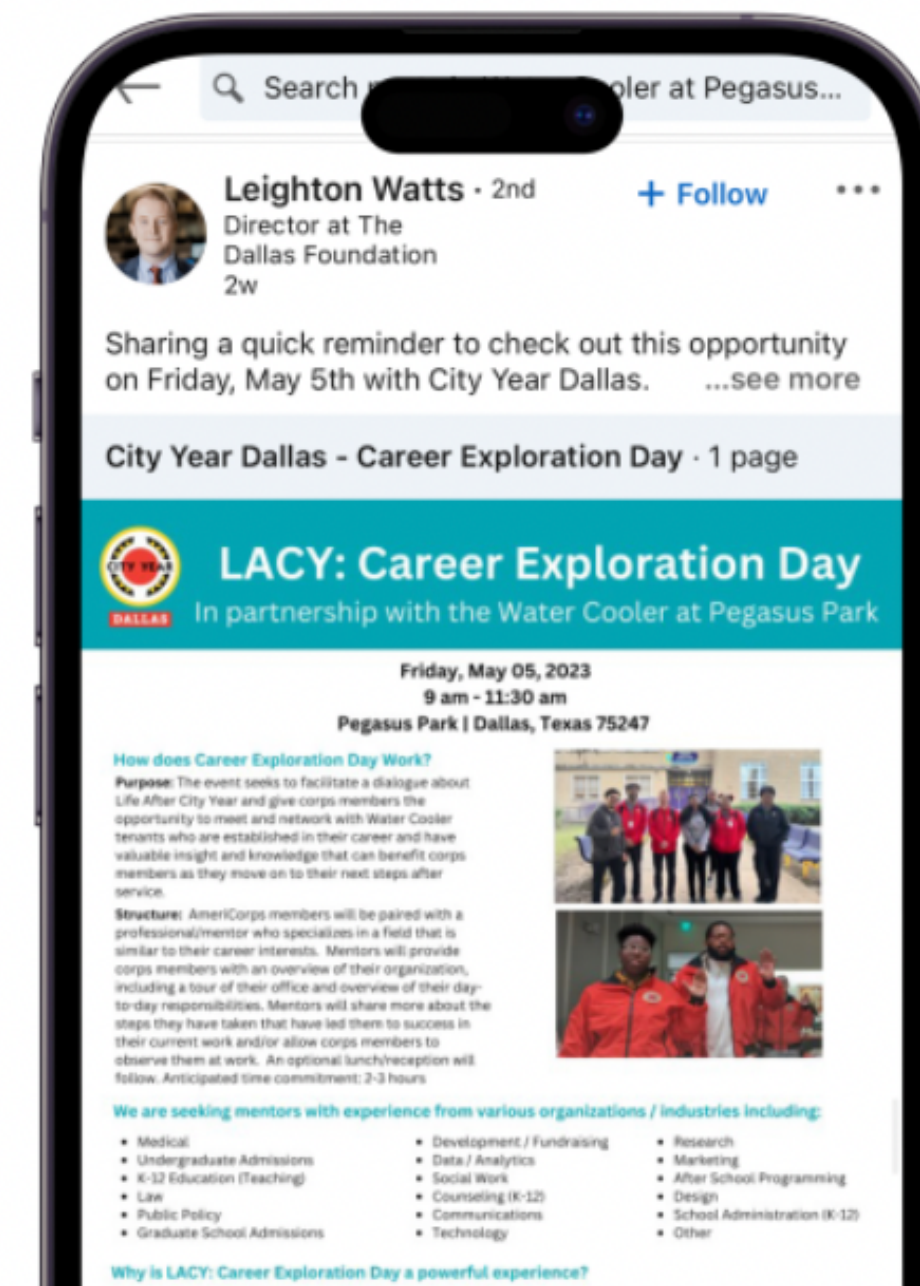 Search
oler at Pegasus...
Leighton Watts · 2nd
+ Follow
Director at The
Dallas Foundation
2w
Sharing a quick reminder to check out this opportunity
on Friday, May 5th with City Year Dallas. ...see more
City Year Dallas - Career Exploration Day · 1 page
CITY YEAR
DALLAS
LACY: Career Exploration Day
In partnership with the Water Cooler at Pegasus Park
Friday, May 05, 2023
9 am - 11:30 am
Pegasus Park | Dallas, Texas 75247
How does Career Exploration Day Work?
Purpose: The event seeks to facilitate a dialogue about
Life After City Year and give corps members the
opportunity to meet and network with Water Cooler
tenants who are established in their career and have
valuable insight and knowledge that can benefit corps
members as they move on to their next steps after
service.
Structure: AmeriCorps members will be paired with a
professional/mentor who specializes in a field that is
similar to their career interests. Mentors will provide
corps members with an overview of their organization,
including a tour of their office and overview of their day-
to-day responsibilities. Mentors will share more about the
steps they have taken that have led them to success in
their current work and/or allow corps members to
observe them at work. An optional lunch/reception will
follow. Anticipated time commitment: 2-3 hours
We are seeking mentors with experience from various organizations / industries including:
• Medical
• Undergraduate Admissions
• K-12 Education (Teaching)
• Law
• Public Policy
• Graduate School Admissions
• Development / Fundraising
• Data / Analytics
• Social Work
• Counseling (K-12)
• Communications
• Technology
• Research
• Marketing
• After School Programming
• Design
• School Administration (K-12)
• Other
Why is LACY: Career Exploration Day a powerful experience?